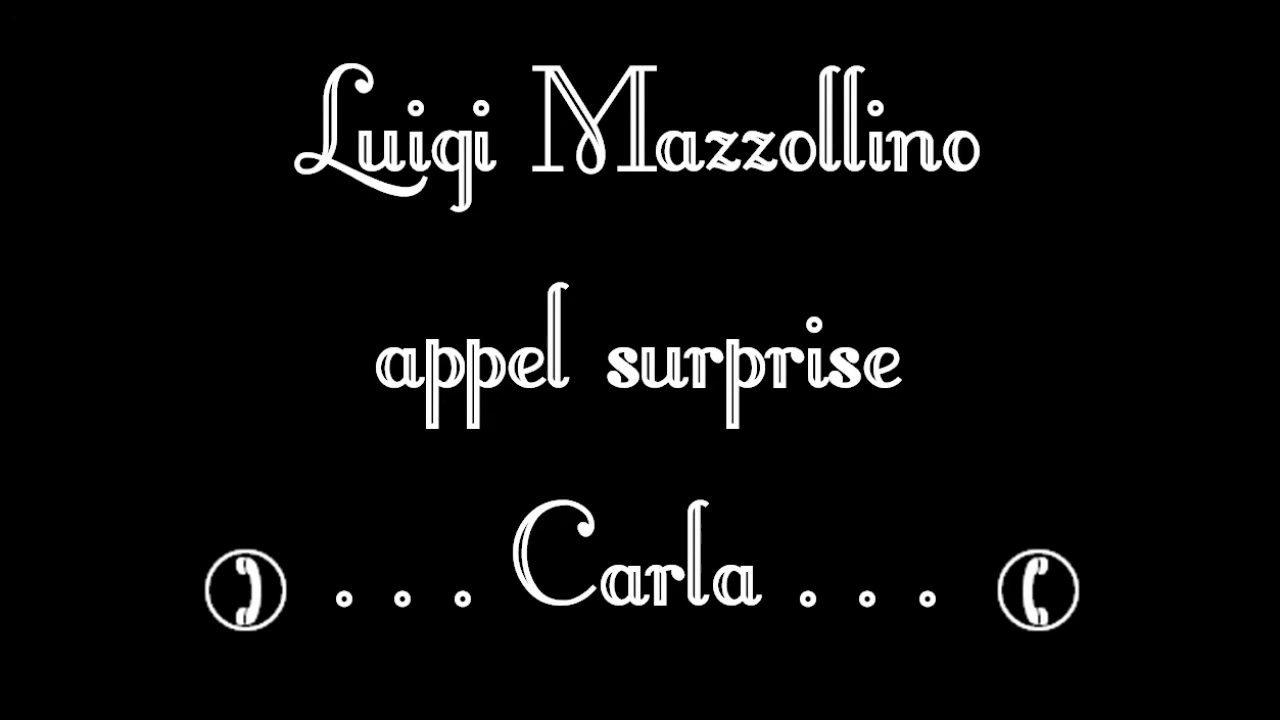 Luigi Mazzollino
appel surprise
. . . Carla . . .